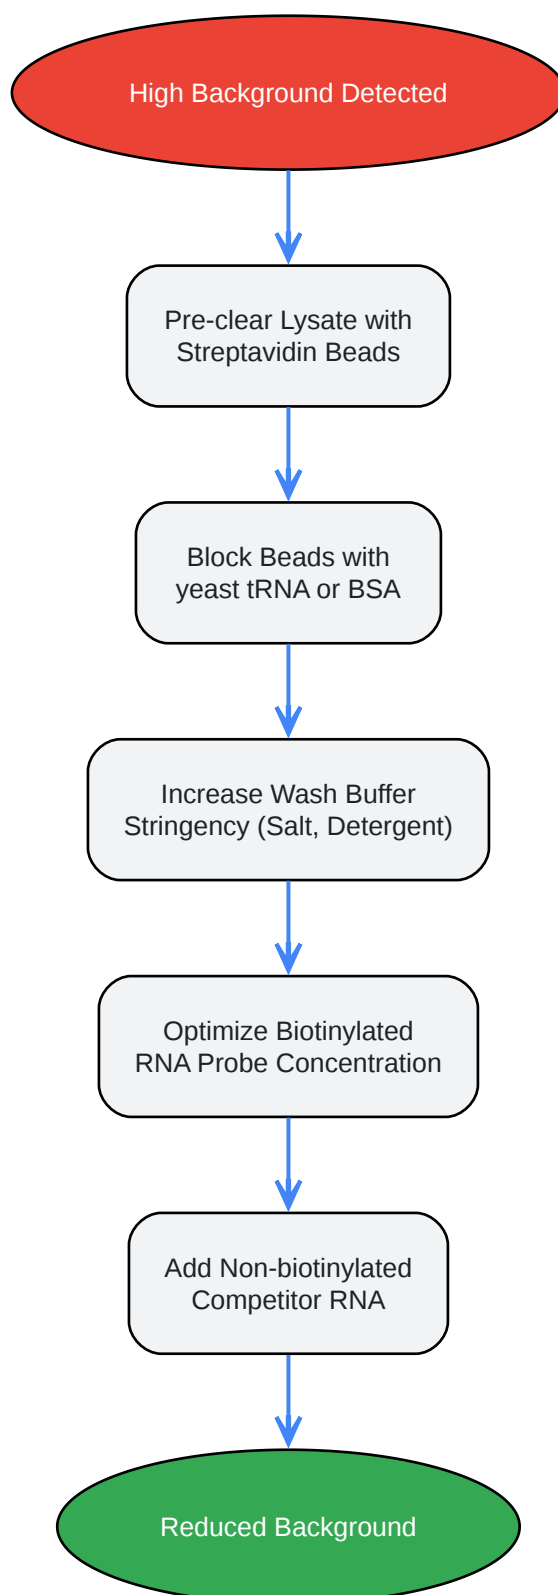 High Background Detected
Pre-clear Lysate with
Streptavidin Beads
Block Beads with
yeast tRNA or BSA
Increase Wash Buffer
Stringency (Salt, Detergent)
Optimize Biotinylated
RNA Probe Concentration
Add Non-biotinylated
Competitor RNA
Reduced Background